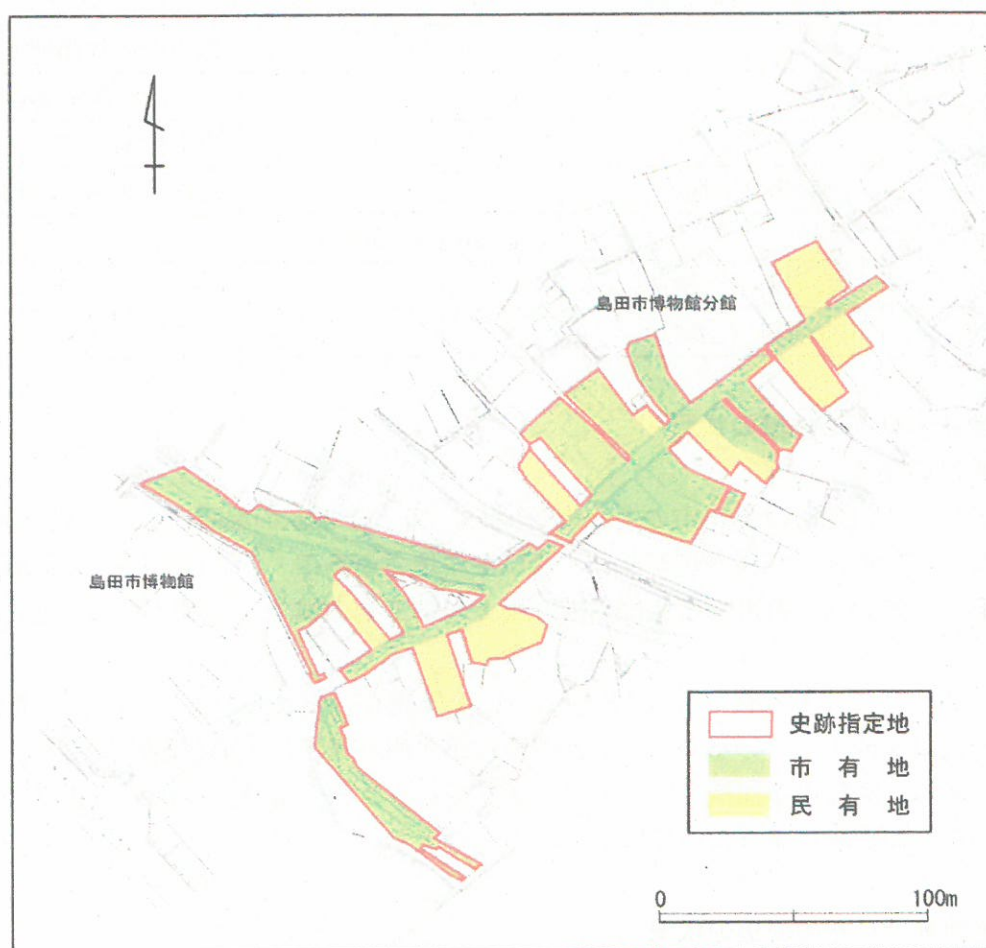 島田市博物館分館
島田市博物館
史跡指定地
市 有 地
民 有 地
0 100m